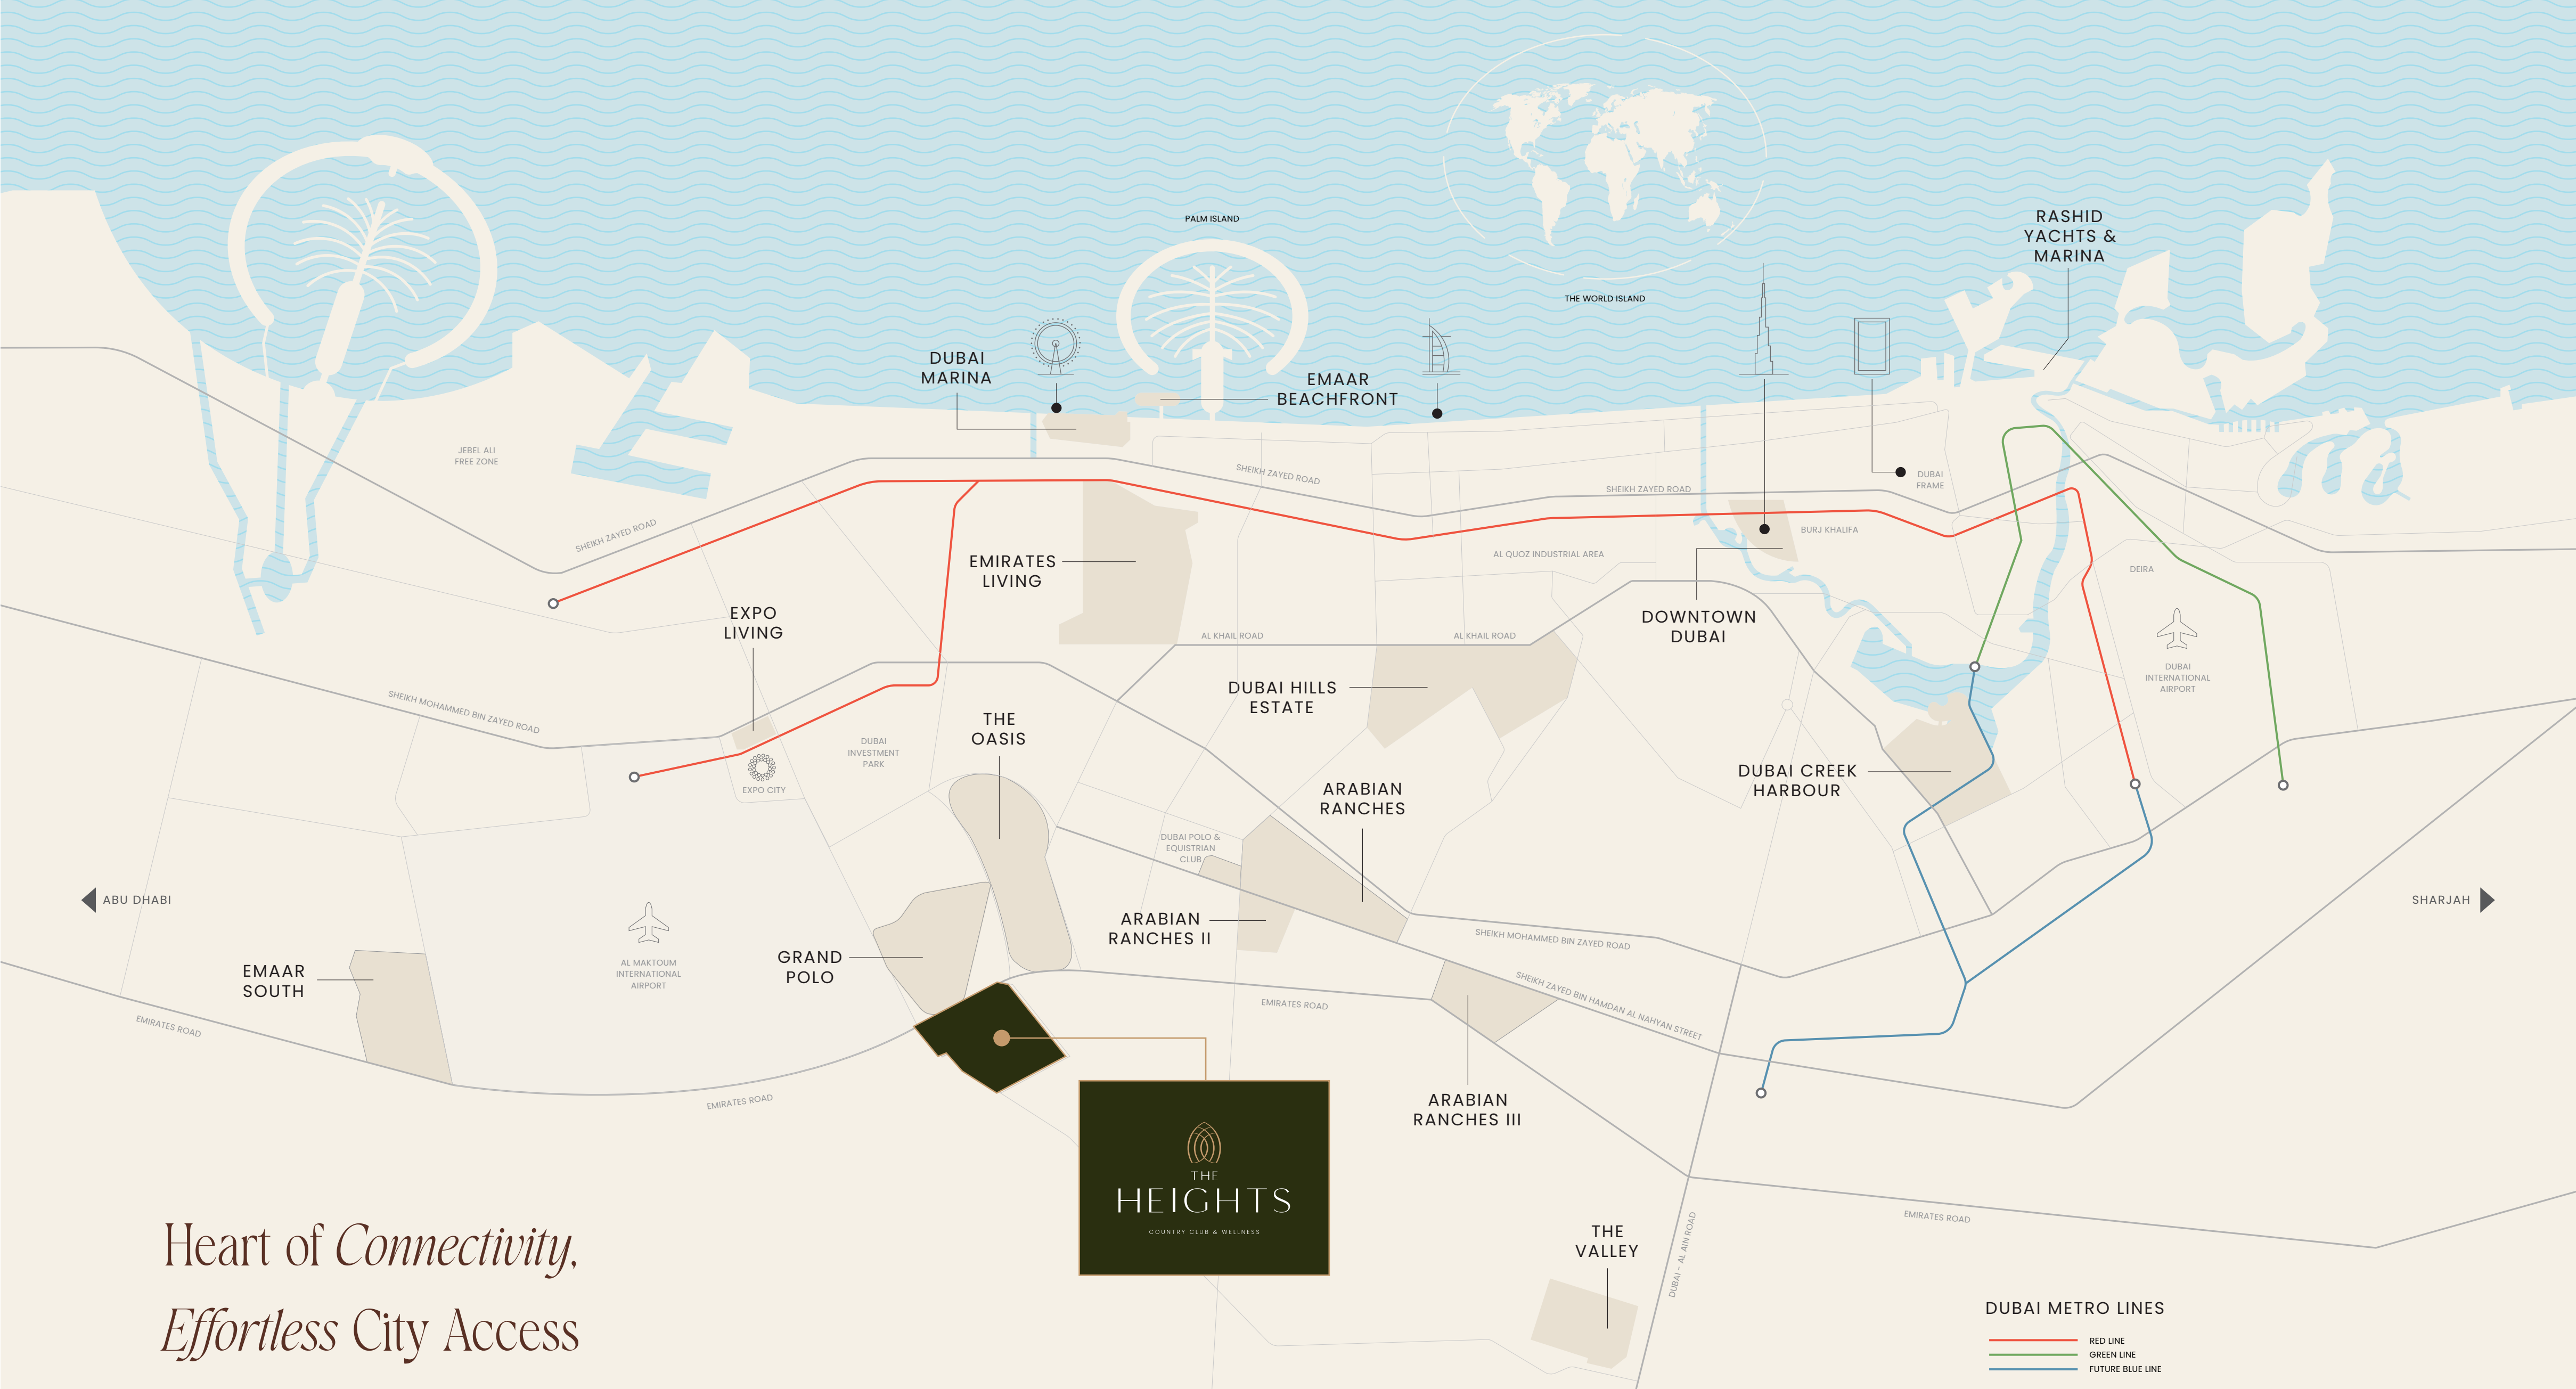 PALM ISLAND
THE WORLD ISLAND
RASHID
YACHTS &
MARINA
DUBAI
MARINA
EMAAR
BEACHFRONT
JEBEL ALI
FREE ZONE
SHEIKH ZAYED ROAD
SHEIKH ZAYED ROAD
SHEIKH ZAYED ROAD
DUBAI
FRAME
BURJ KHALIFA
AL QUOZ INDUSTRIAL AREA
EMIRATES
LIVING
DEIRA
EXPO
LIVING
DOWNTOWN
DUBAI
AL KHAIL ROAD
AL KHAIL ROAD
DUBAI
INTERNATIONAL
AIRPORT
SHEIKH MOHAMMED BIN ZAYED ROAD
DUBAI HILLS
ESTATE
THE
OASIS
DUBAI
INVESTMENT
PARK
EXPO CITY
DUBAI CREEK
HARBOUR
ARABIAN
RANCHES
DUBAI POLO &
EQUISTRIAN
CLUB
ABU DHABI
SHARJAH
ARABIAN
RANCHES II
SHEIKH MOHAMMED BIN ZAYED ROAD
GRAND
POLO
EMAAR
SOUTH
AL MAKTOUM
INTERNATIONAL
AIRPORT
SHEIKH ZAYED BIN HAMDAN AL NAHYAN STREET
EMIRATES ROAD
EMIRATES ROAD
EMIRATES ROAD
ARABIAN
RANCHES III
THE
HEIGHTS
COUNTRY CLUB & WELLNESS
EMIRATES ROAD
DUBAI - AL AIN ROAD
THE
VALLEY
Heart of Connectivity,
Effortless City Access
DUBAI METRO LINES
RED LINE
GREEN LINE
FUTURE BLUE LINE